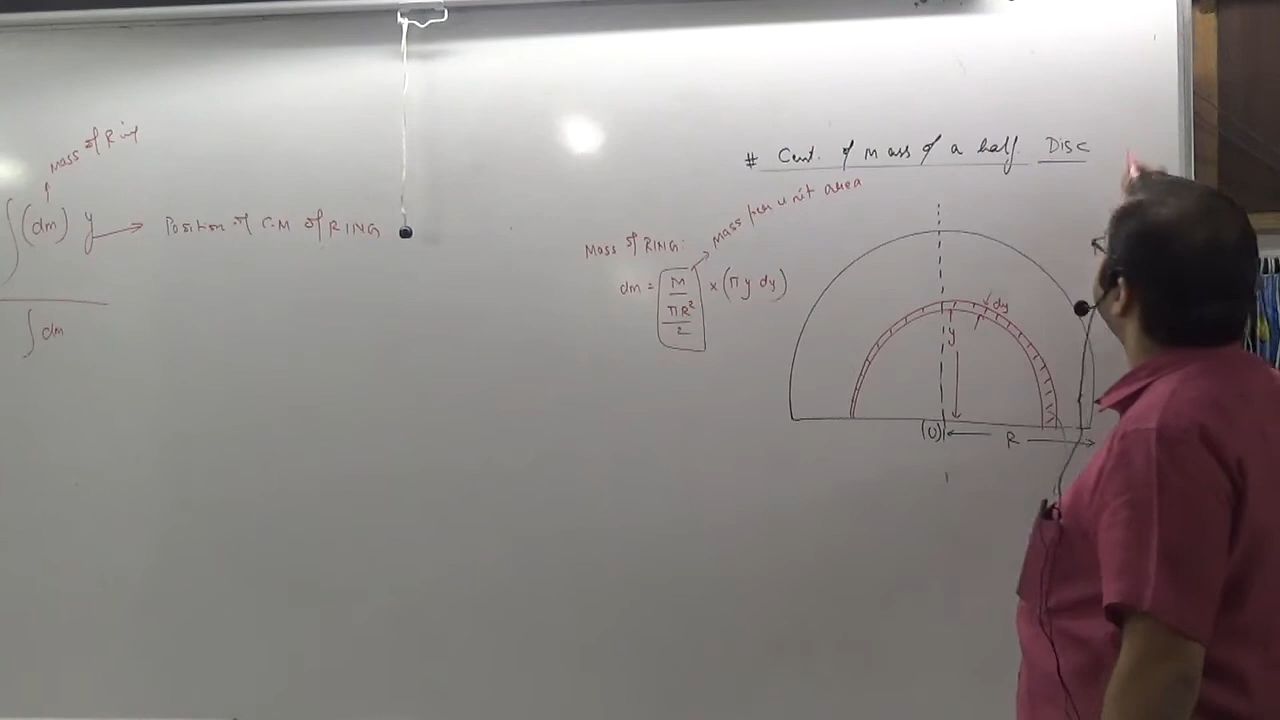 # Cent. of Mass of a half Disc
Mass of Ring
∫(dm) y → Position of C.M of RING
∫dm
Mass of RING:
Mass per unit area
dm = M/(πR²/2) × (π y dy)
dy
y
(0)
R